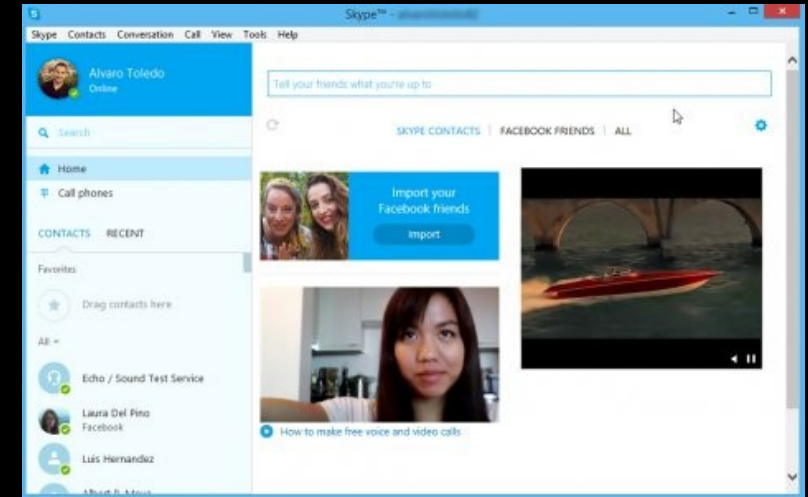 Skype™ -
Skype Contacts Conversation Call View Tools Help
Alvaro Toledo
Online
Search
Home
Call phones
CONTACTS RECENT
Favorites
Drag contacts here
All
Echo / Sound Test Service
Laura Del Pino
Facebook
Luis Hernandez
Tell your friends what you're up to
SKYPE CONTACTS | FACEBOOK FRIENDS | ALL
Import your
Facebook friends
Import
How to make free voice and video calls